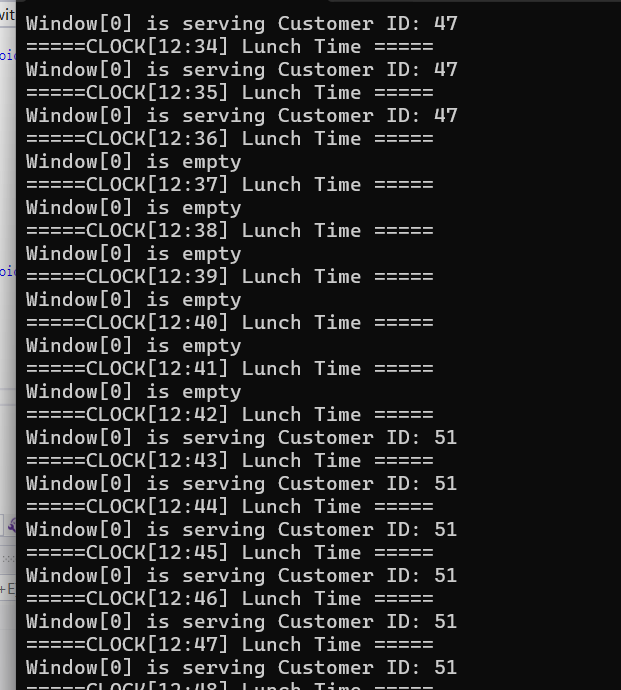 with
oid
Window[0] is serving Customer ID: 47
=====CLOCK[12:34] Lunch Time =====
Window[0] is serving Customer ID: 47
=====CLOCK[12:35] Lunch Time =====
Window[0] is serving Customer ID: 47
=====CLOCK[12:36] Lunch Time =====
Window[0] is empty
=====CLOCK[12:37] Lunch Time =====
Window[0] is empty
=====CLOCK[12:38] Lunch Time =====
Window[0] is empty
=====CLOCK[12:39] Lunch Time =====
Window[0] is empty
=====CLOCK[12:40] Lunch Time =====
Window[0] is empty
=====CLOCK[12:41] Lunch Time =====
Window[0] is empty
=====CLOCK[12:42] Lunch Time =====
Window[0] is serving Customer ID: 51
=====CLOCK[12:43] Lunch Time =====
Window[0] is serving Customer ID: 51
=====CLOCK[12:44] Lunch Time =====
Window[0] is serving Customer ID: 51
=====CLOCK[12:45] Lunch Time =====
Window[0] is serving Customer ID: 51
=====CLOCK[12:46] Lunch Time =====
Window[0] is serving Customer ID: 51
=====CLOCK[12:47] Lunch Time =====
Window[0] is serving Customer ID: 51
=====CLOCK[12:48] Lunch Time =====